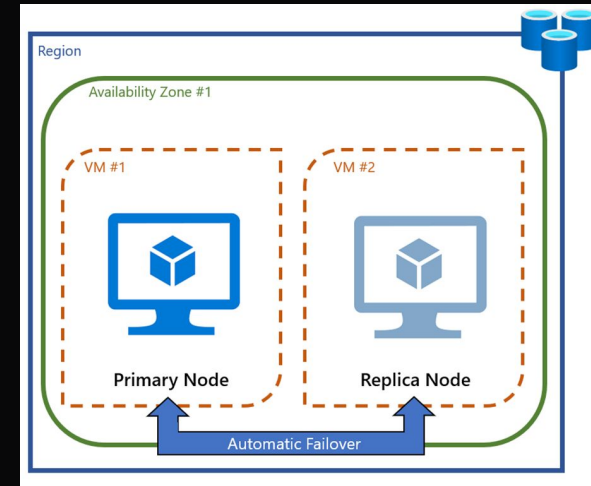 Region
Availability Zone #1
VM #1
VM #2
Primary Node
Replica Node
Automatic Failover